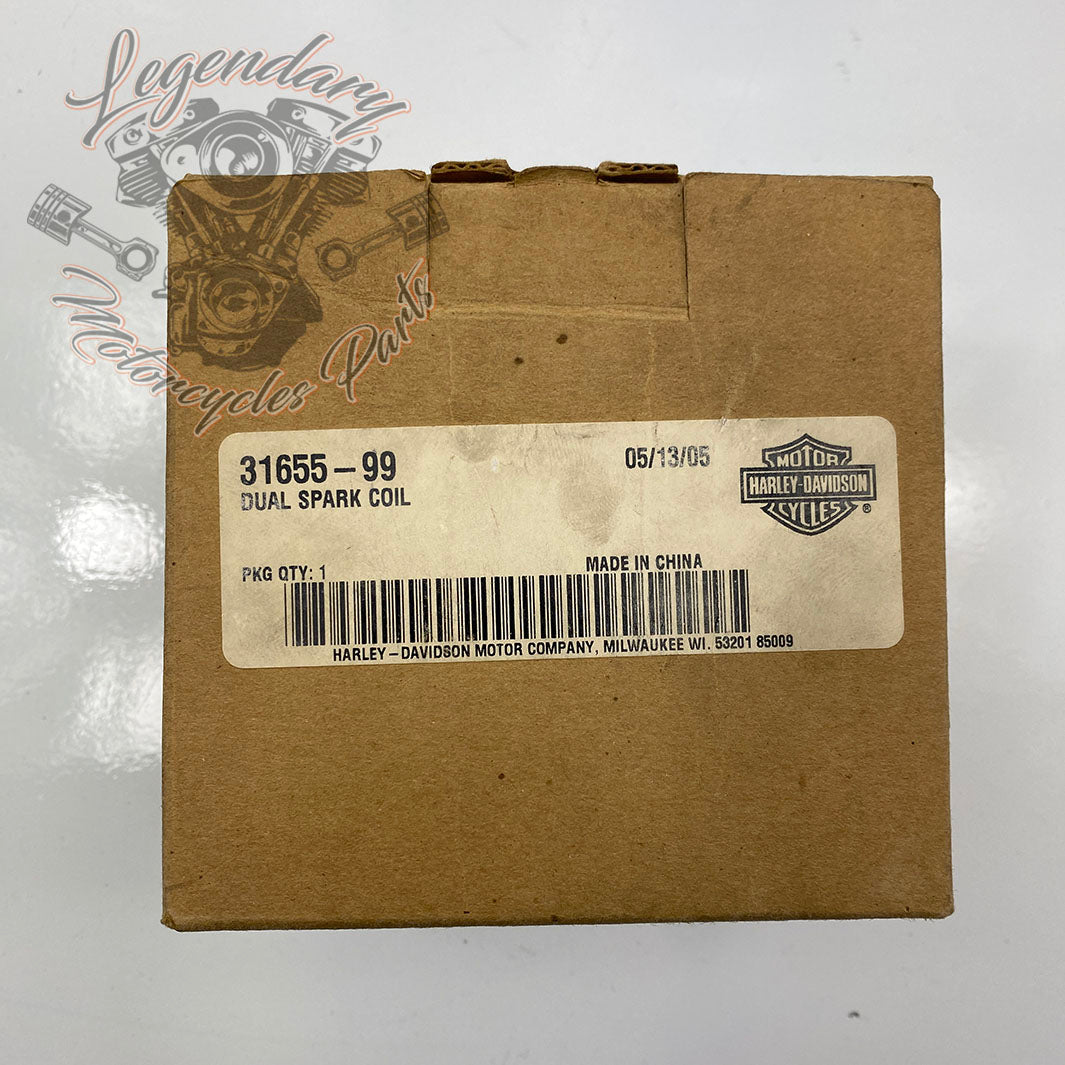 Legendary
Motorcycles Parts
31655-99
05/13/05
DUAL SPARK COIL
MOTOR
HARLEY-DAVIDSON
CYCLES
®
PKG QTY: 1
MADE IN CHINA
HARLEY-DAVIDSON MOTOR COMPANY, MILWAUKEE WI. 53201 85009